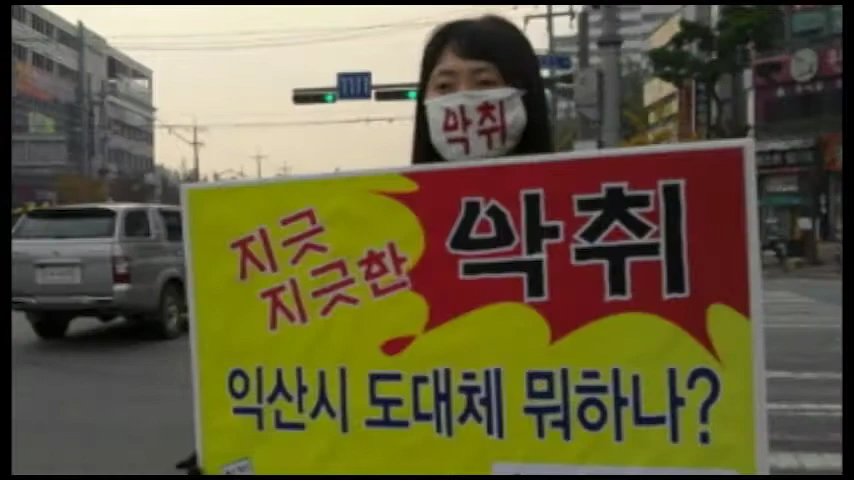 악취
지긋
지긋한
악취
익산시 도대체 뭐하나?